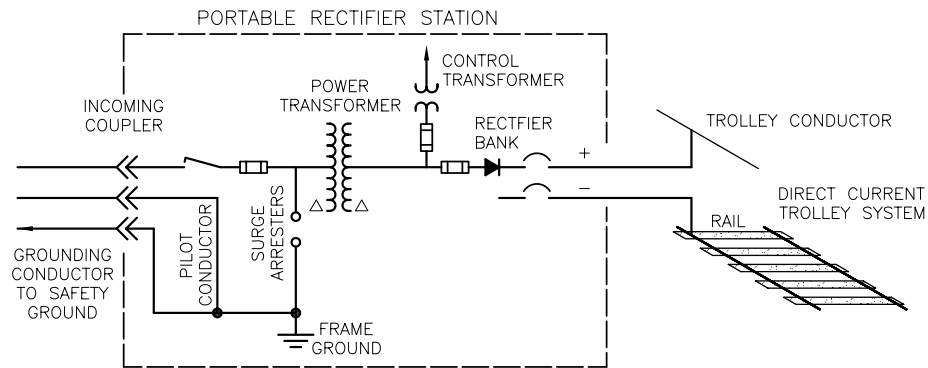 PORTABLE RECTIFIER STATION
INCOMING
COUPLER
POWER
TRANSFORMER
CONTROL
TRANSFORMER
RECTFIER
BANK
+
−
TROLLEY CONDUCTOR
DIRECT CURRENT
TROLLEY SYSTEM
RAIL
PILOT
CONDUCTOR
SURGE
ARRESTERS
△
△
GROUNDING
CONDUCTOR
TO SAFETY
GROUND
FRAME
GROUND